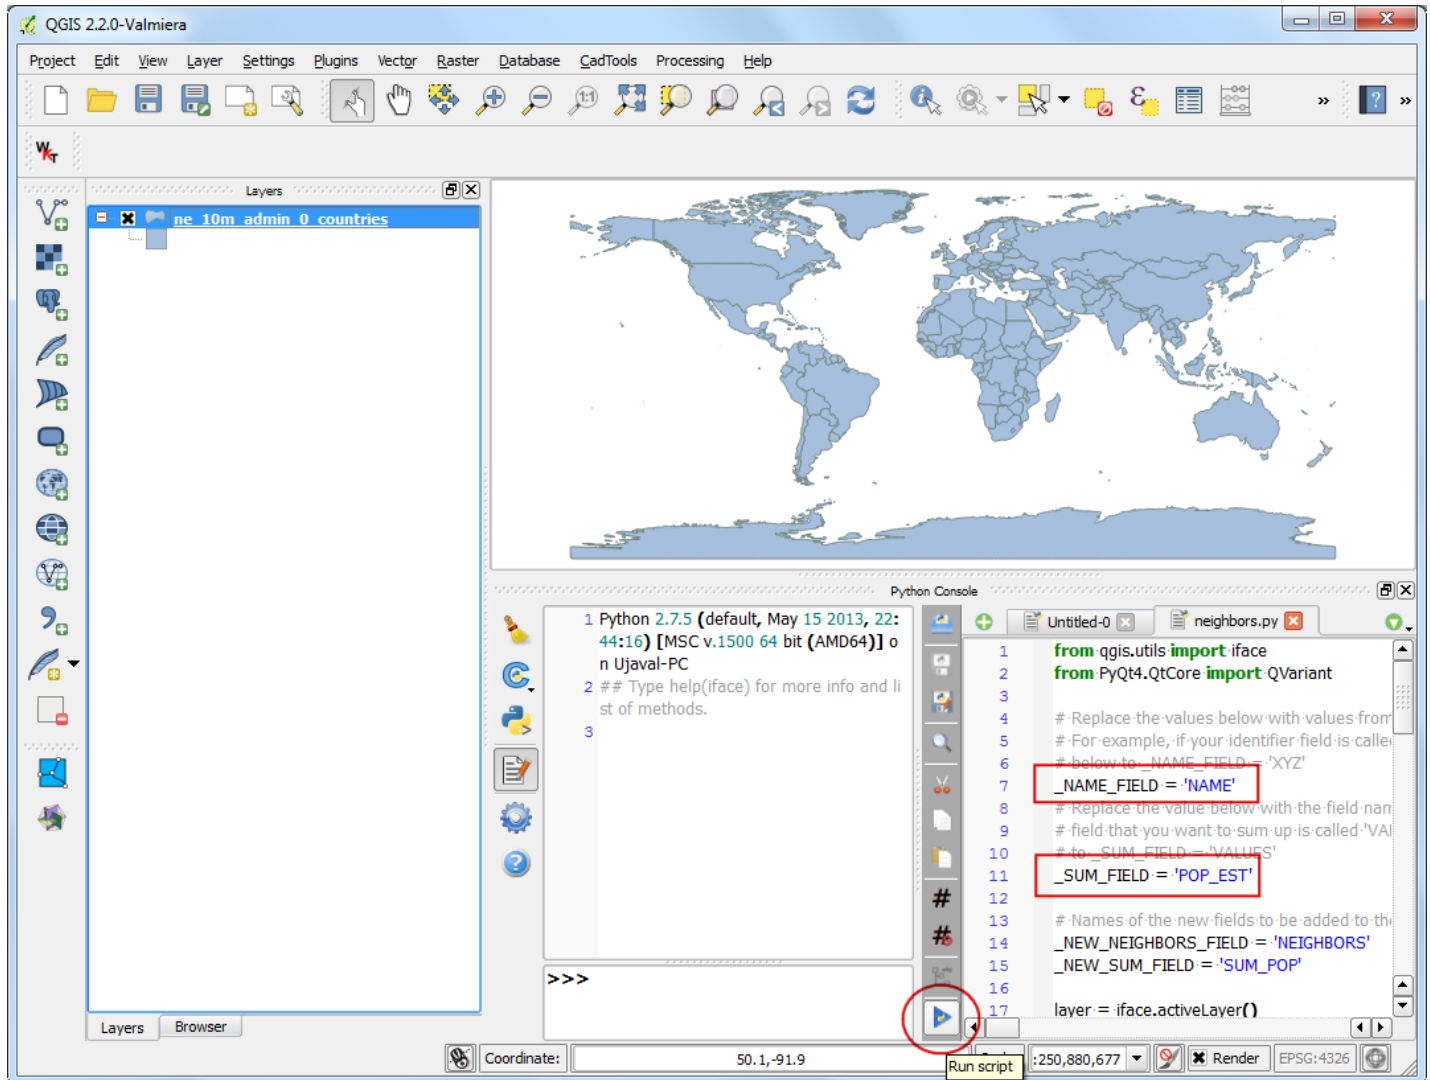 QGIS 2.2.0-Valmiera
Project Edit View Layer Settings Plugins Vector Raster Database CadTools Processing Help
1:1
»
?
»
WKT
Layers
ne_10m_admin_0_countries
Python Console
1 Python 2.7.5 (default, May 15 2013, 22:
44:16) [MSC v.1500 64 bit (AMD64)] o
n Ujaval-PC
2 ## Type help(iface) for more info and li
st of methods.
3
>>>
#
#
Untitled-0 neighbors.py
1 from qgis.utils import iface
2 from PyQt4.QtCore import QVariant
3
4 # Replace the values below with values from
5 # For example, if your identifier field is calle
6 # below to _NAME_FIELD = 'XYZ'
7 _NAME_FIELD = 'NAME'
8 # Replace the value below with the field nam
9 # field that you want to sum up is called 'VAL
10 # to _SUM_FIELD = 'VALUES'
11 _SUM_FIELD = 'POP_EST'
12
13 # Names of the new fields to be added to the
14 _NEW_NEIGHBORS_FIELD = 'NEIGHBORS'
15 _NEW_SUM_FIELD = 'SUM_POP'
16
17 layer = iface.activeLayer()
Layers Browser
Coordinate: 50.1,-91.9 :250,880,677 Render EPSG:4326
Run script